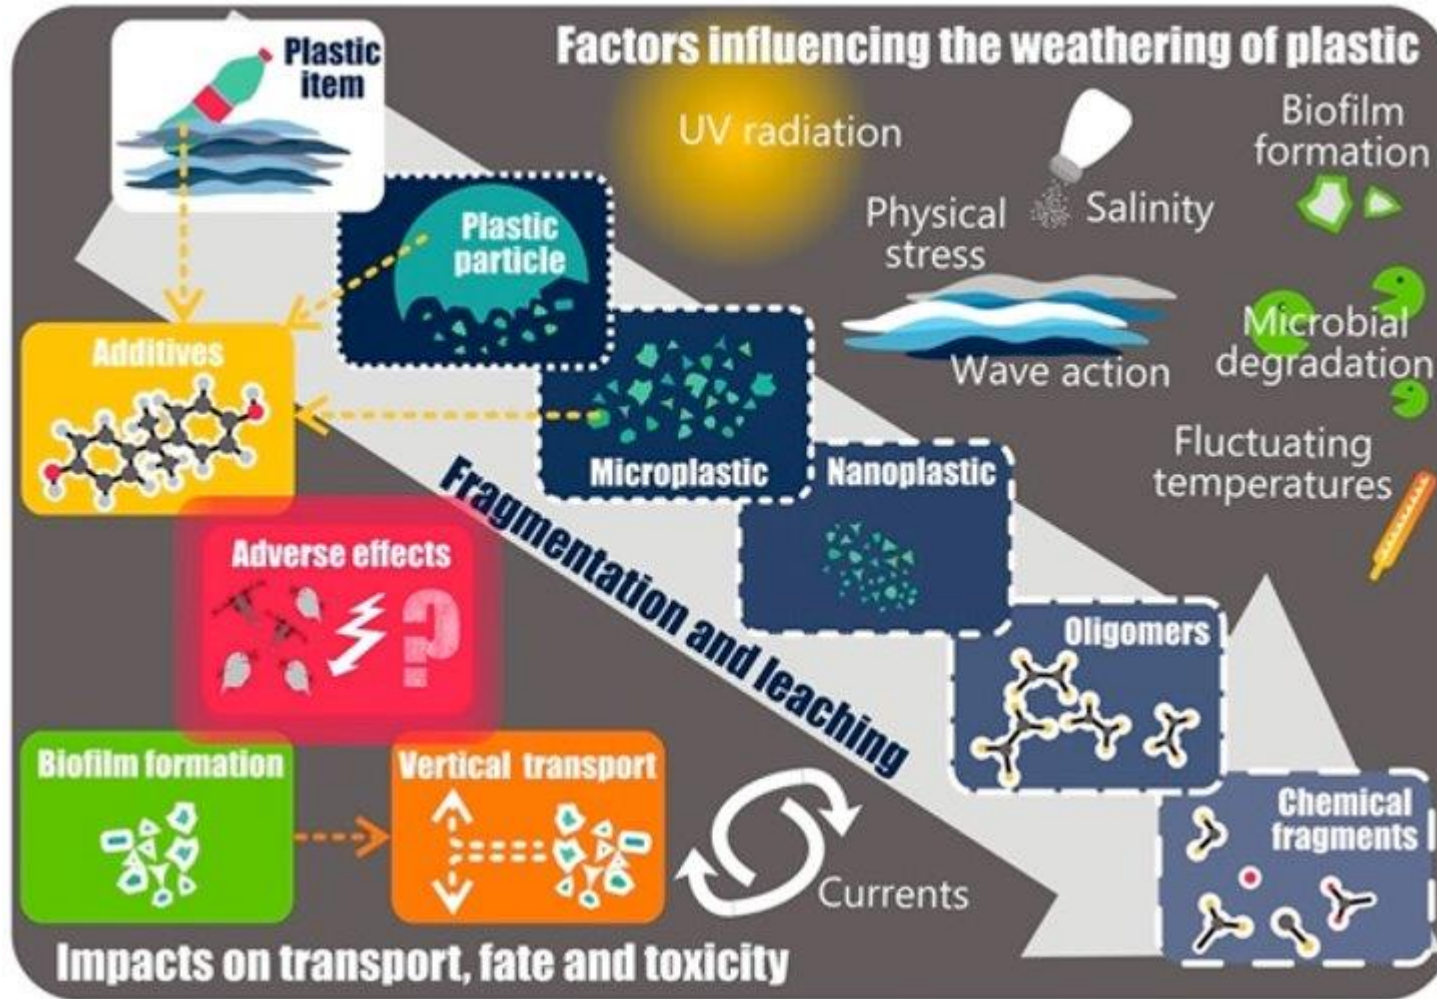 Factors influencing the weathering of plastic
Plastic
item
UV radiation
Biofilm
formation
Physical
stress
Salinity
Plastic
particle
Wave action
Microbial
degradation
Additives
Fluctuating
temperatures
Microplastic
Nanoplastic
Fragmentation and leaching
Adverse effects
?
Oligomers
Biofilm formation
Vertical transport
Chemical
fragments
Currents
Impacts on transport, fate and toxicity